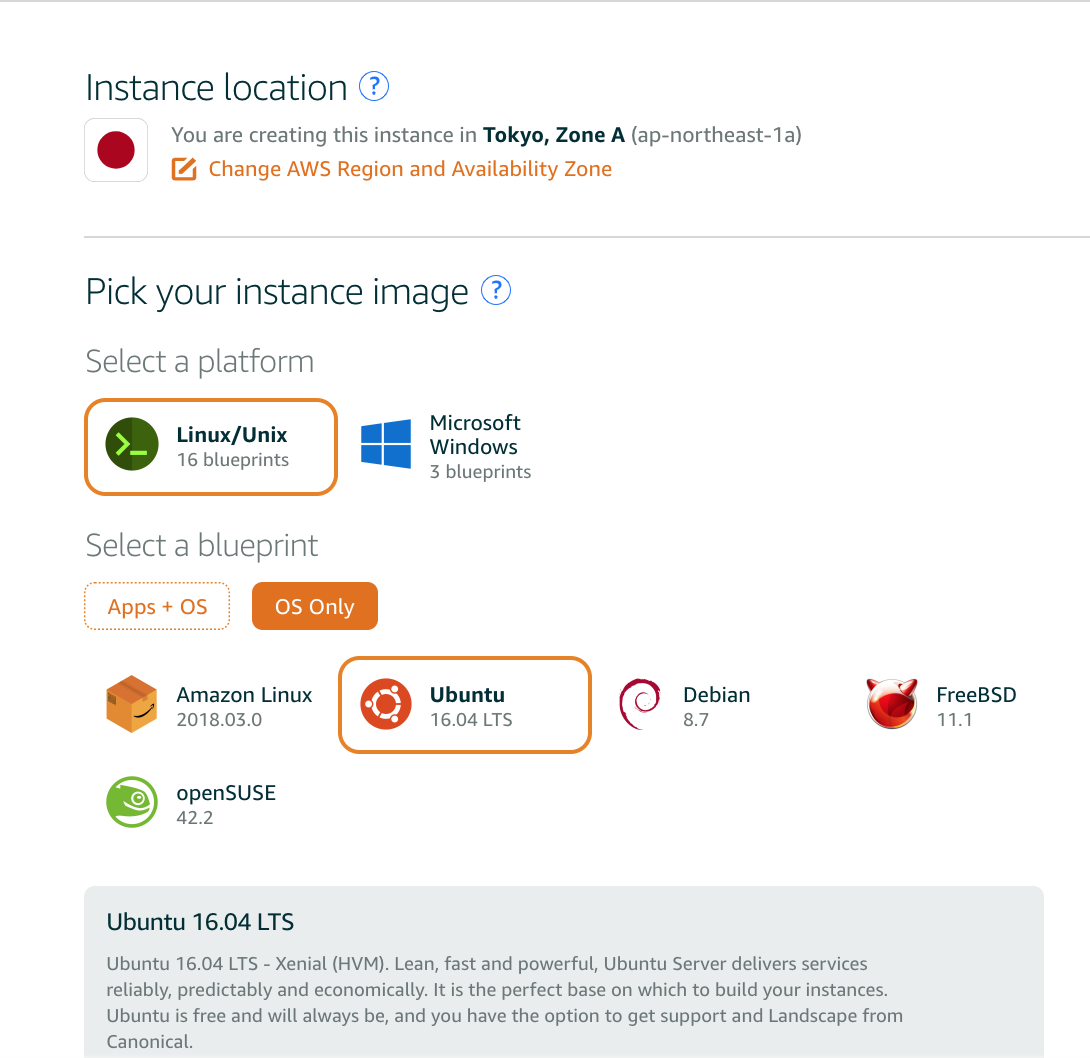 Instance location ?
You are creating this instance in Tokyo, Zone A (ap-northeast-1a)
Change AWS Region and Availability Zone
Pick your instance image ?
Select a platform
Linux/Unix
16 blueprints
Microsoft
Windows
3 blueprints
Select a blueprint
Apps + OS
OS Only
Amazon Linux
2018.03.0
Ubuntu
16.04 LTS
Debian
8.7
FreeBSD
11.1
openSUSE
42.2
Ubuntu 16.04 LTS
Ubuntu 16.04 LTS - Xenial (HVM). Lean, fast and powerful, Ubuntu Server delivers services
reliably, predictably and economically. It is the perfect base on which to build your instances.
Ubuntu is free and will always be, and you have the option to get support and Landscape from
Canonical.